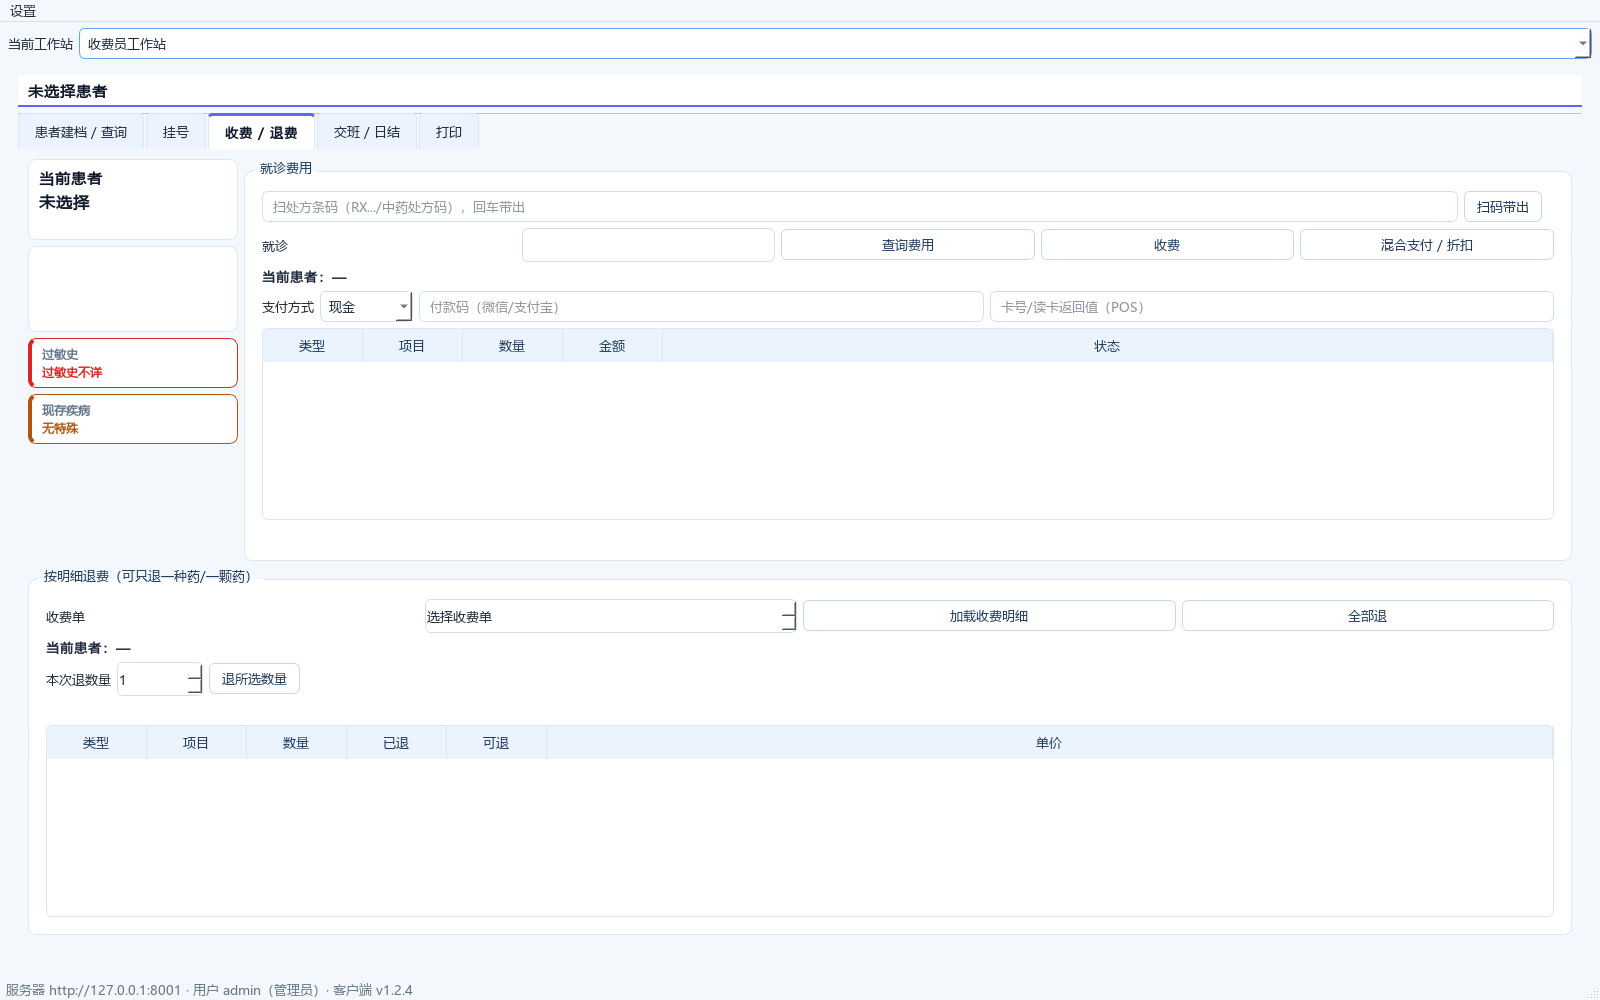 设置
当前工作站 收费员工作站
未选择患者
患者建档 / 查询 挂号 收费 / 退费 交班 / 日结 打印
当前患者
未选择
过敏史
过敏史不详
现存疾病
无特殊
就诊费用
扫处方条码（RX.../中药处方码），回车带出 扫码带出
就诊 查询费用 收费 混合支付 / 折扣
当前患者：—
支付方式 现金 付款码（微信/支付宝） 卡号/读卡返回值（POS）
类型 项目 数量 金额 状态
按明细退费（可只退一种药/一颗药）
收费单 选择收费单 加载收费明细 全部退
当前患者：—
本次退数量 1 退所选数量
类型 项目 数量 已退 可退 单价
服务器 http://127.0.0.1:8001 · 用户 admin（管理员）· 客户端 v1.2.4